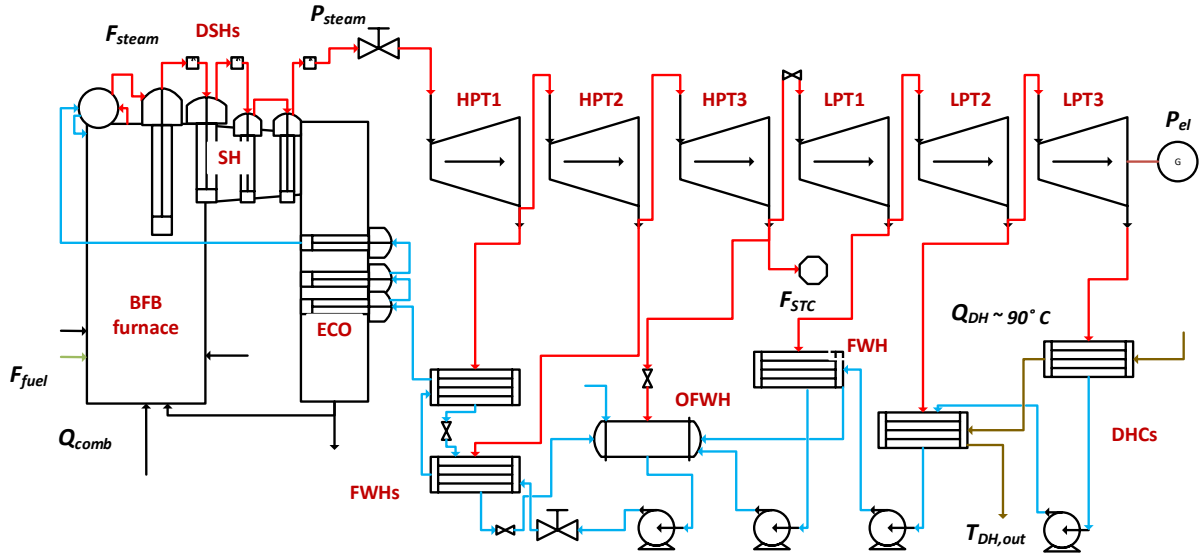 P_steam
F_steam
DSHs
HPT1
HPT2
HPT3
LPT1
LPT2
LPT3
P_el
G
SH
BFB
furnace
ECO
F_STC
Q_DH ~ 90° C
FWH
F_fuel
OFWH
Q_comb
FWHs
DHCs
T_DH,out